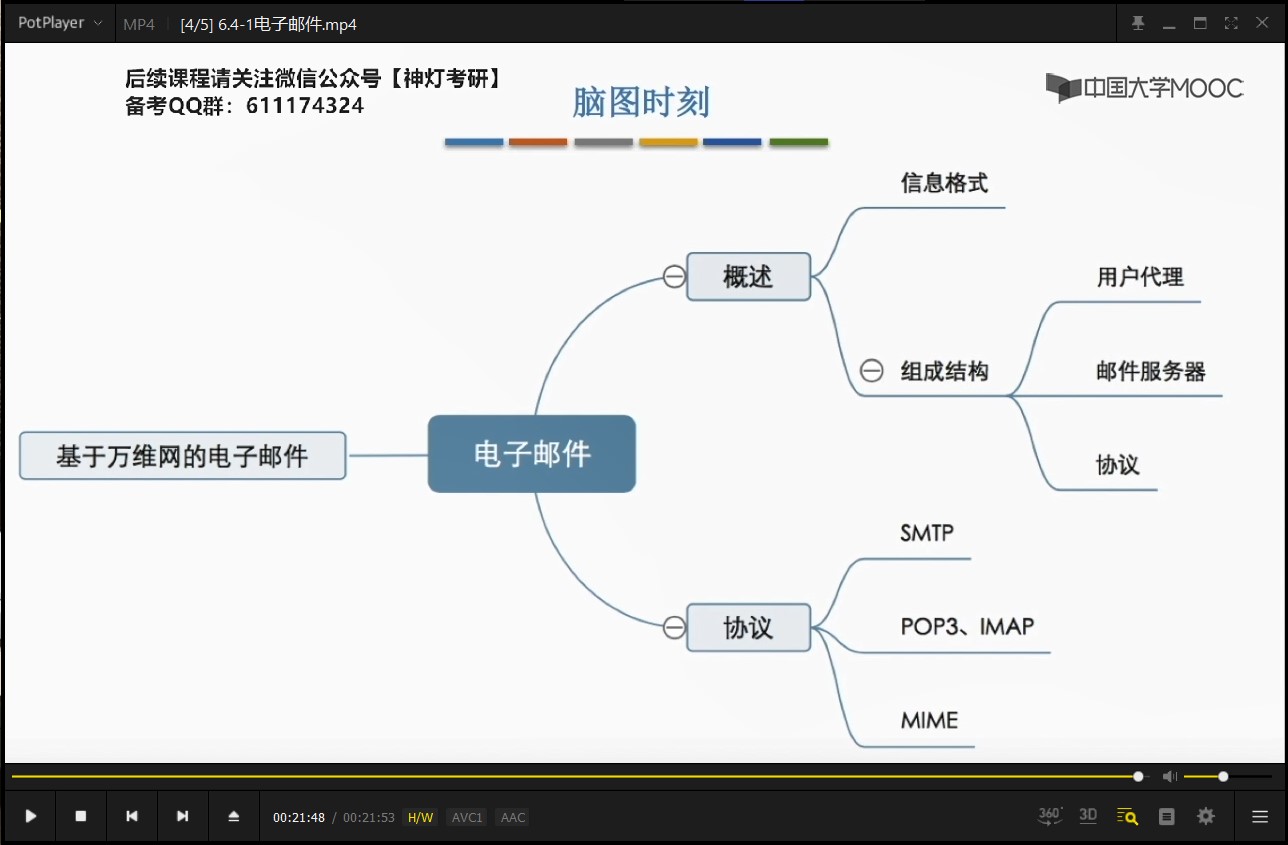 PotPlayer MP4 [4/5] 6.4-1电子邮件.mp4
后续课程请关注微信公众号【神灯考研】
备考QQ群：611174324
脑图时刻
中国大学MOOC
信息格式
概述
用户代理
组成结构
邮件服务器
协议
基于万维网的电子邮件
电子邮件
SMTP
协议
POP3、IMAP
MIME
00:21:48 / 00:21:53 H/W AVC1 AAC
360° 3D